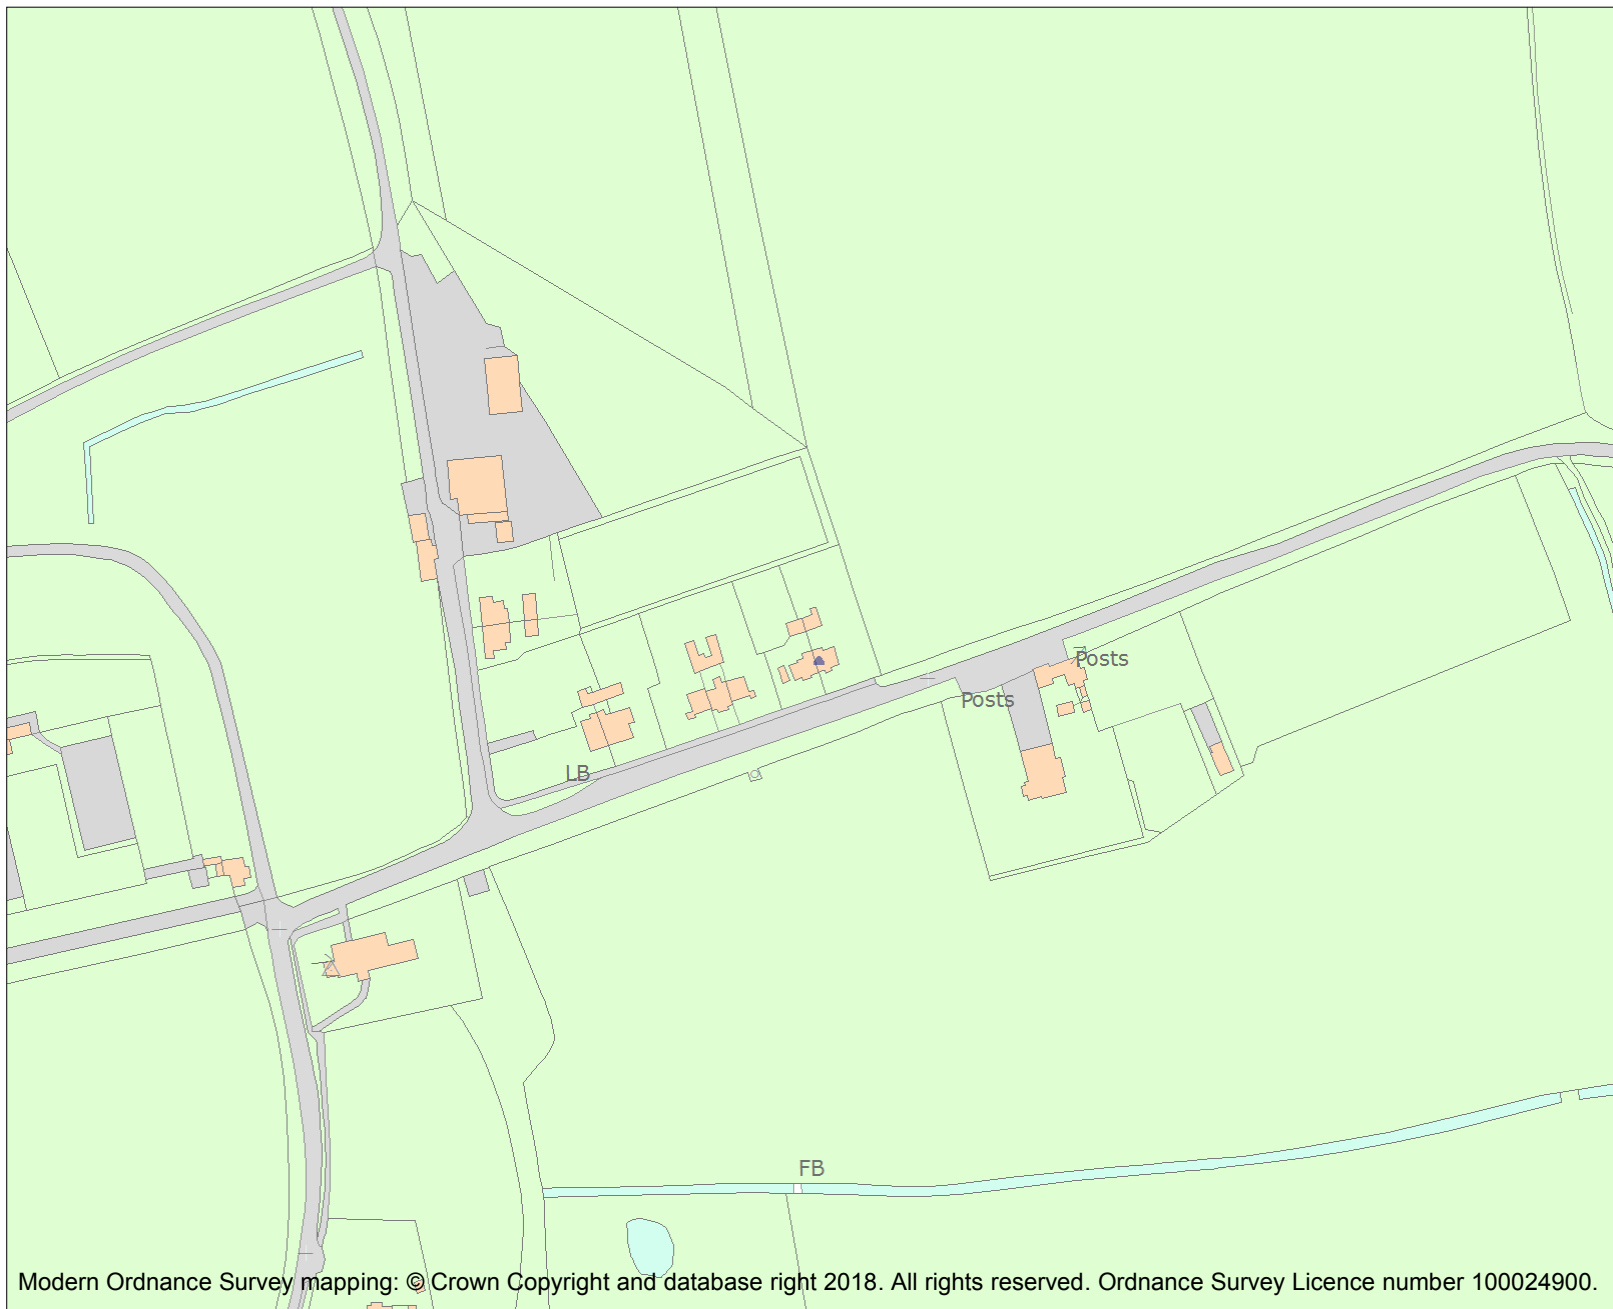 Posts
Posts
LB
FB
Modern Ordnance Survey mapping: © Crown Copyright and database right 2018. All rights reserved. Ordnance Survey Licence number 100024900.